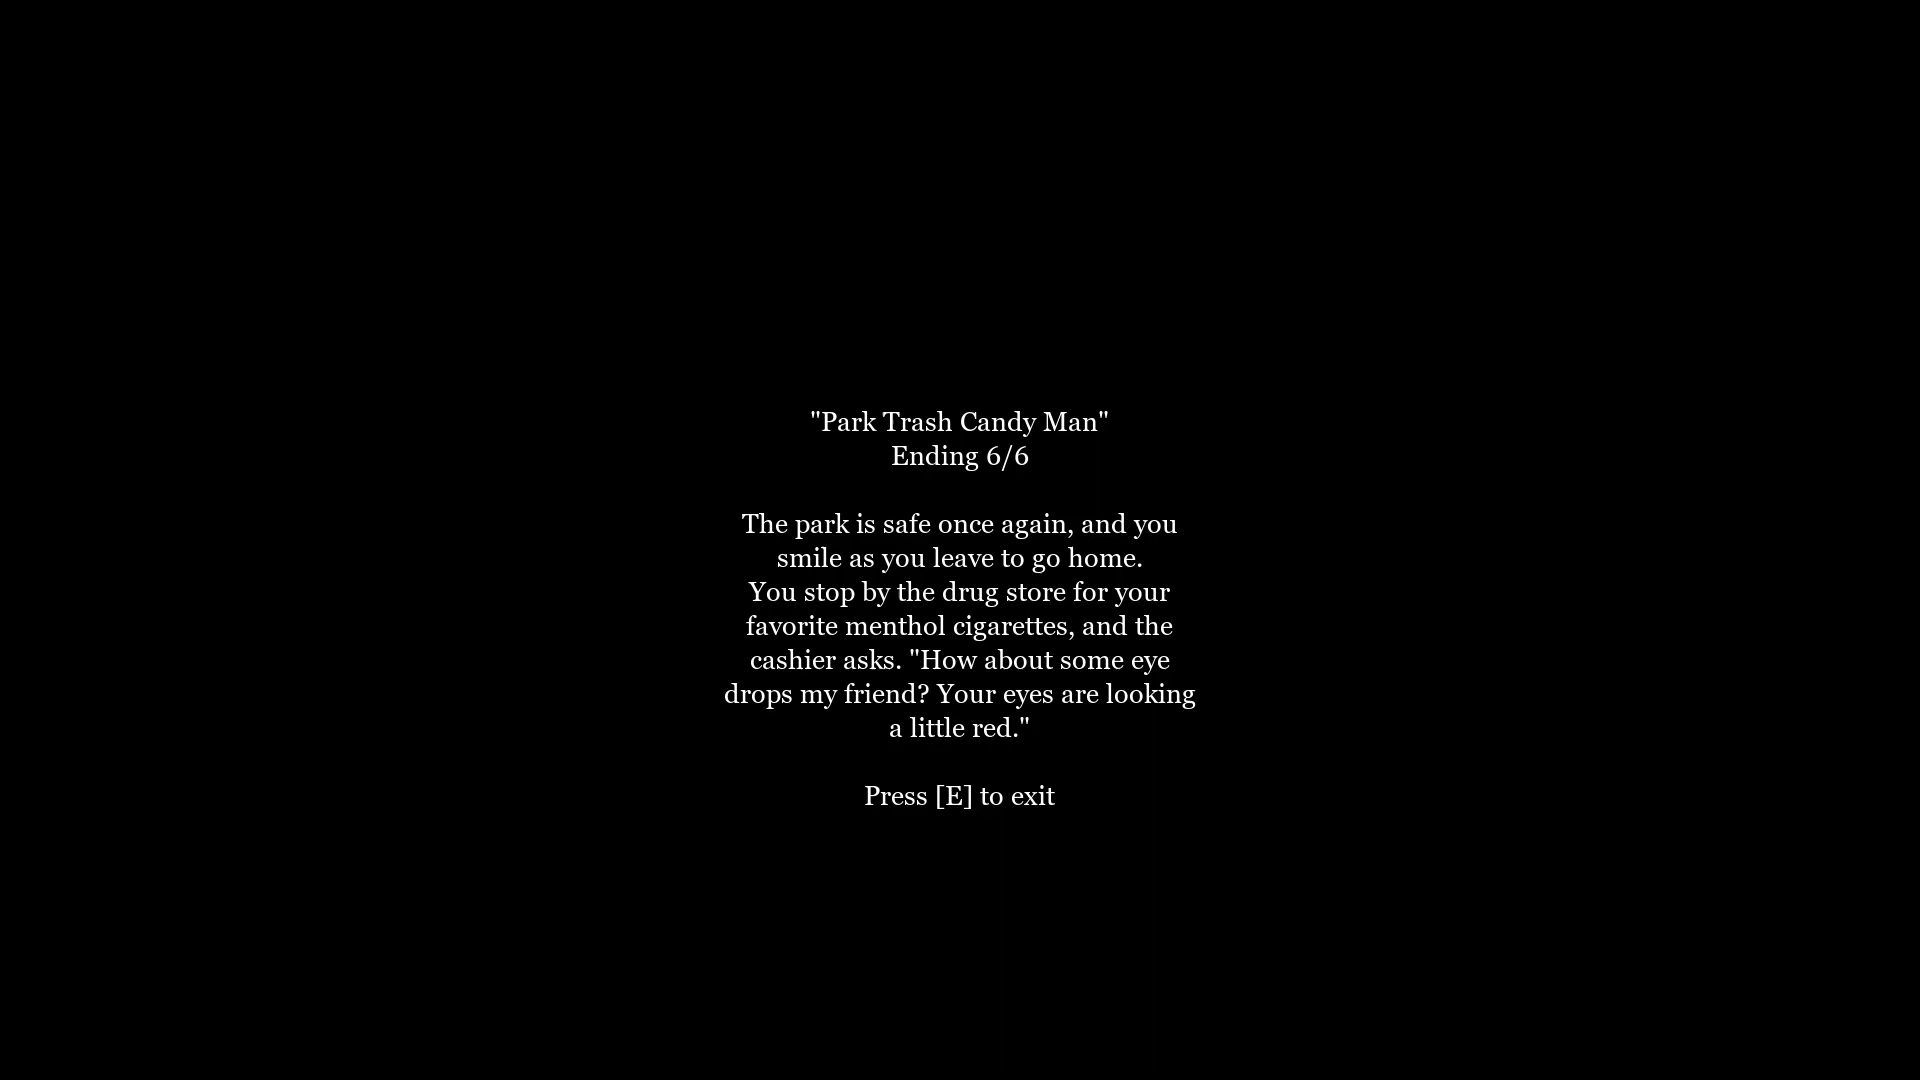 "Park Trash Candy Man"
Ending 6/6
The park is safe once again, and you
smile as you leave to go home.
You stop by the drug store for your
favorite menthol cigarettes, and the
cashier asks. "How about some eye
drops my friend? Your eyes are looking
a little red."
Press [E] to exit